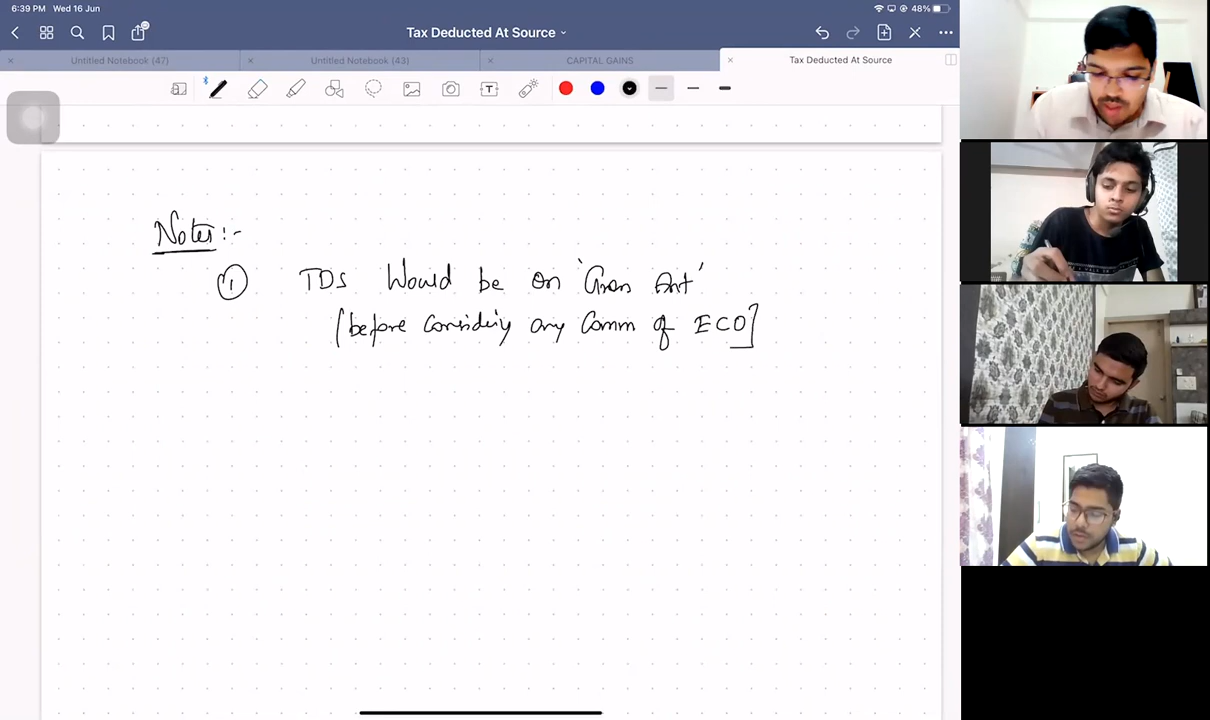 6:39 PM Wed 16 Jun
48%
Tax Deducted At Source
Untitled Notebook (47)
Untitled Notebook (43)
CAPITAL GAINS
Tax Deducted At Source
Notes :-
① TDS Would be on 'Gross Amt'
[before Considering any Comm of ECO]